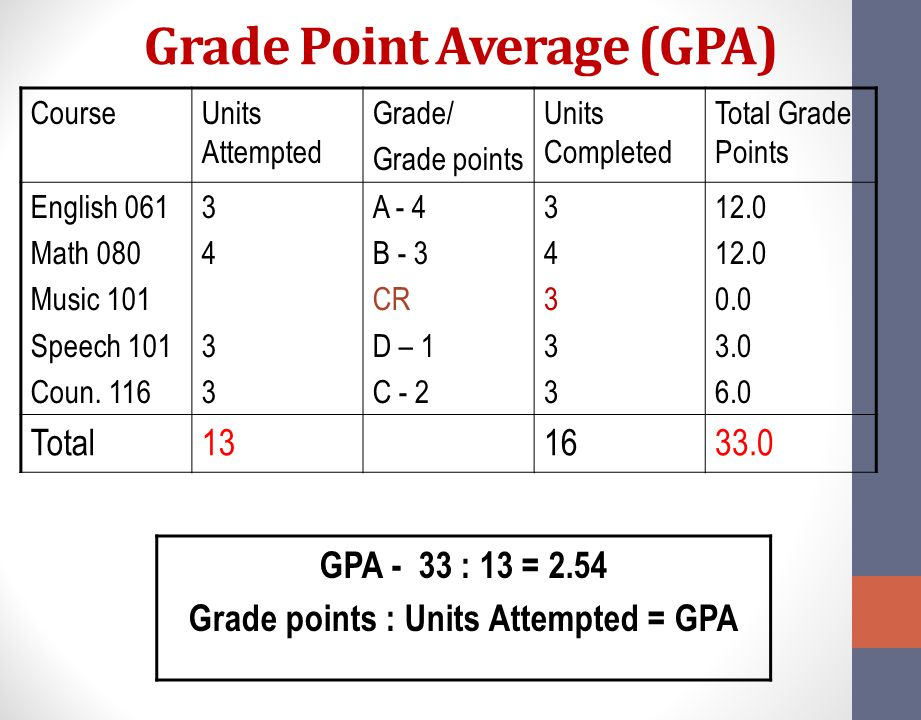 Grade Point Average (GPA)
Course Units Attempted Grade/ Grade points Units Completed Total Grade Points
English 061 3 A - 4 3 12.0
Math 080 4 B - 3 4 12.0
Music 101 CR 3 0.0
Speech 101 3 D – 1 3 3.0
Coun. 116 3 C - 2 3 6.0
Total 13 16 33.0
GPA - 33 : 13 = 2.54
Grade points : Units Attempted = GPA